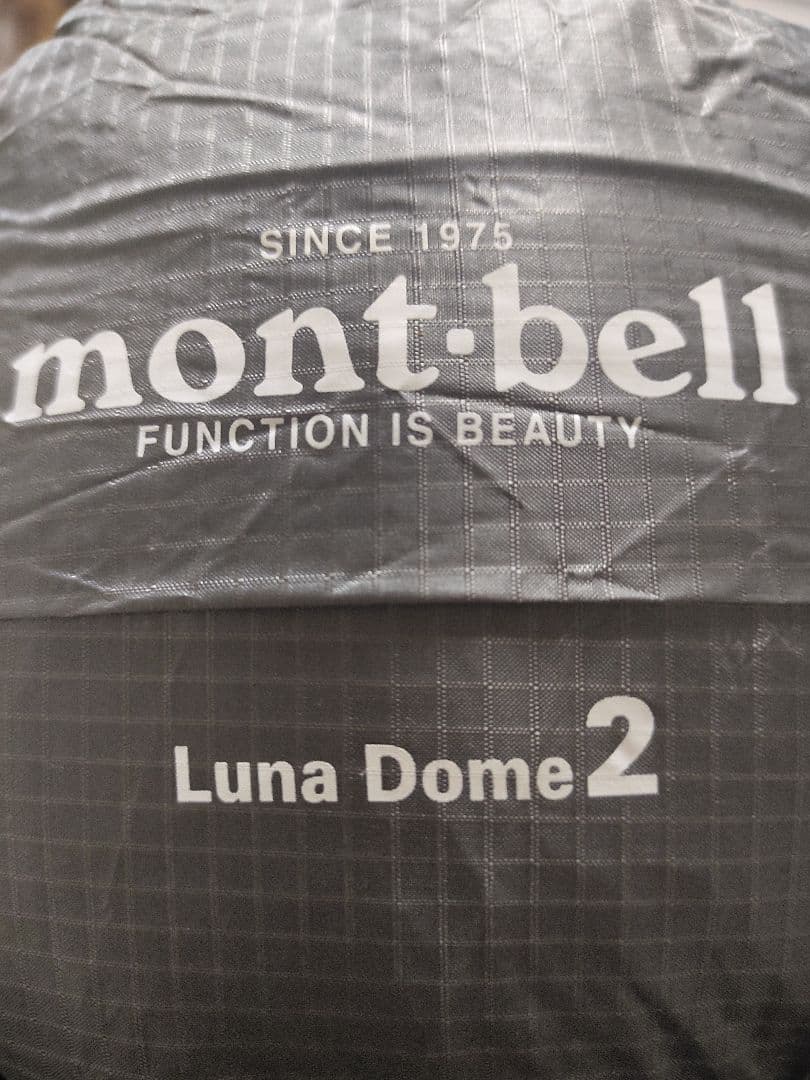 SINCE 1975
mont·bell
FUNCTION IS BEAUTY
Luna Dome 2